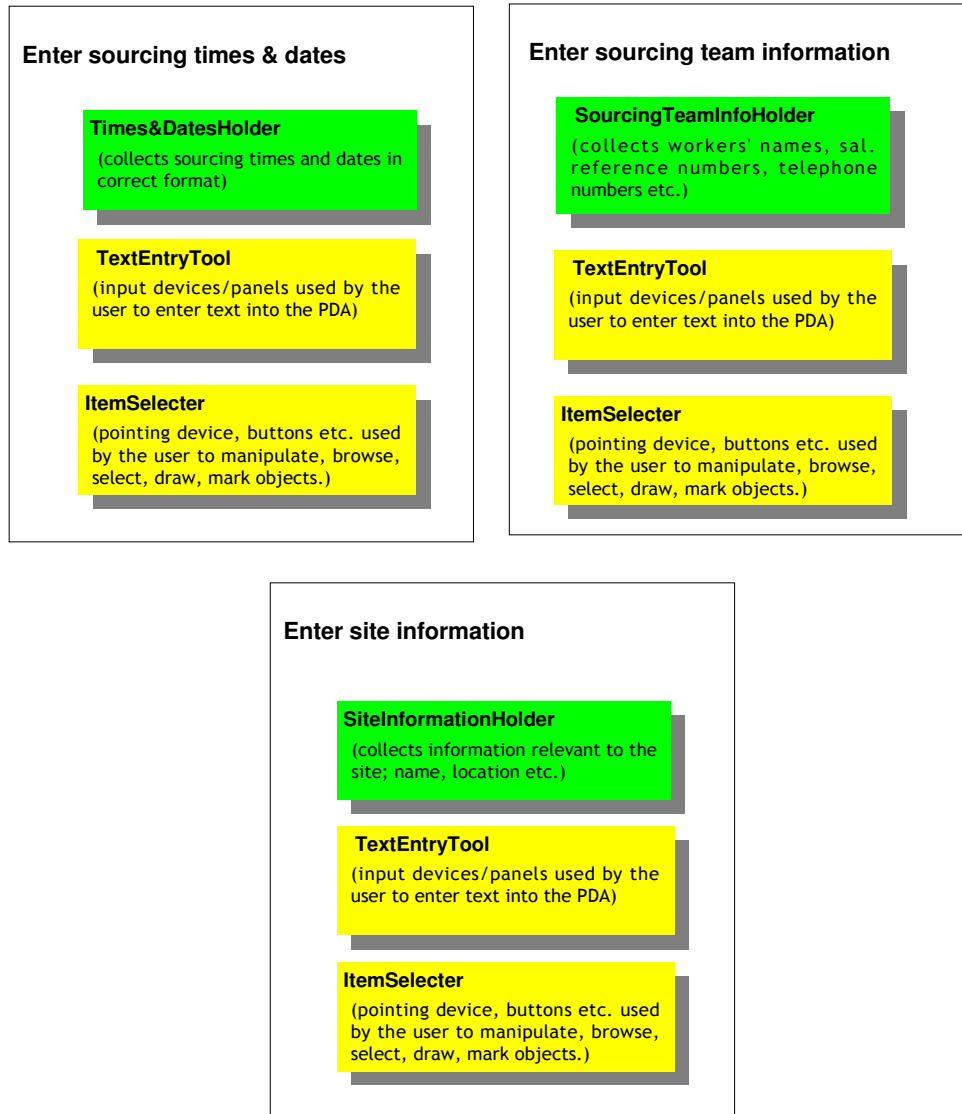 Enter sourcing times & dates
Times&DatesHolder
(collects sourcing times and dates in
correct format)
TextEntryTool
(input devices/panels used by the
user to enter text into the PDA)
ItemSelecter
(pointing device, buttons etc. used
by the user to manipulate, browse,
select, draw, mark objects.)
Enter sourcing team information
SourcingTeamInfoHolder
(collects workers' names, sal.
reference numbers, telephone
numbers etc.)
TextEntryTool
(input devices/panels used by the
user to enter text into the PDA)
ItemSelecter
(pointing device, buttons etc. used
by the user to manipulate, browse,
select, draw, mark objects.)
Enter site information
SiteInformationHolder
(collects information relevant to the
site; name, location etc.)
TextEntryTool
(input devices/panels used by the
user to enter text into the PDA)
ItemSelecter
(pointing device, buttons etc. used
by the user to manipulate, browse,
select, draw, mark objects.)